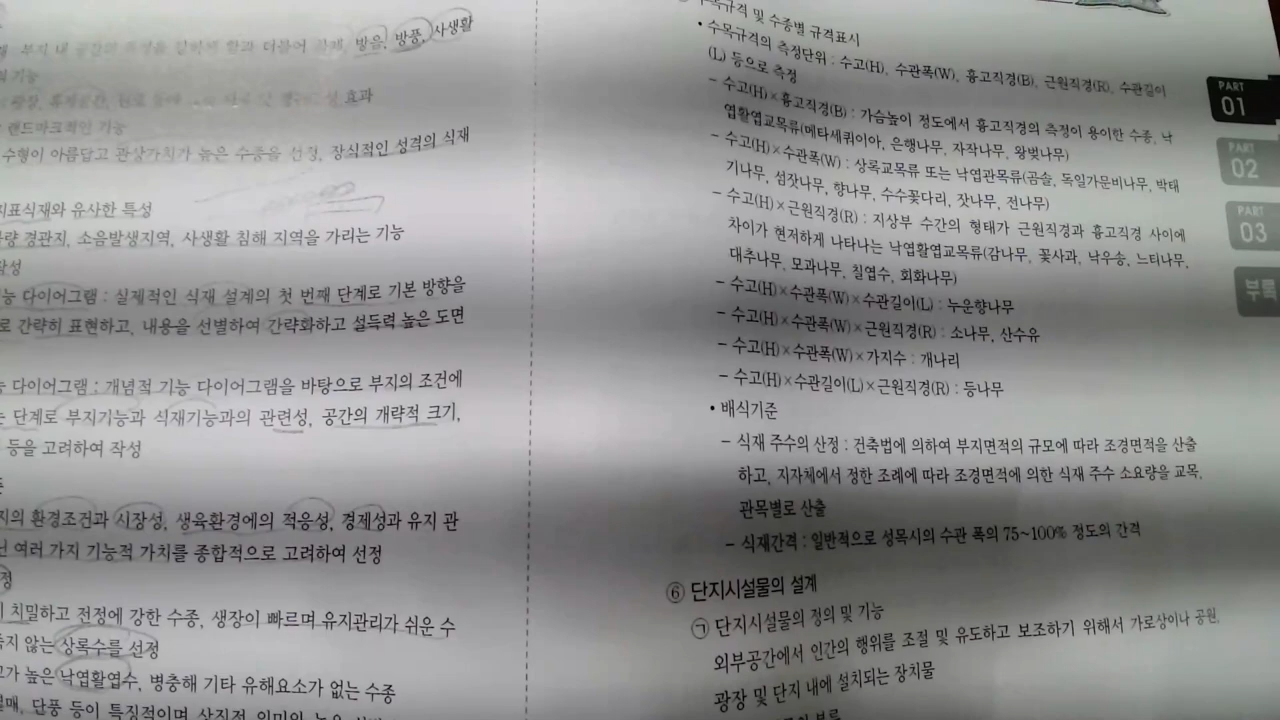 방음, 방풍, 사생활
기능
효과
랜드마크적인 기능
수형이 아름답고 관상가치가 높은 수종을 선정, 장식적인 성격의 식재
지표식재와 유사한 특성
경관지, 소음발생지역, 사생활 침해 지역을 가리는 기능
다이어그램 : 실제적인 식재 설계의 첫 번째 단계로 기본 방향을
로 간략히 표현하고, 내용을 선별하여 간략화하고 설득력 높은 도면
다이어그램 : 개념적 기능 다이어그램을 바탕으로 부지의 조건에
는 단계로 부지기능과 식재기능과의 관련성, 공간의 개략적 크기,
등을 고려하여 작성
지의 환경조건과 시장성, 생육환경에의 적응성, 경제성과 유지 관
여러 가지 기능적 가치를 종합적으로 고려하여 선정
정
치밀하고 전정에 강한 수종, 생장이 빠르며 유지관리가 쉬운 수
지 않는 상록수를 선정
가 높은 낙엽활엽수, 병충해 기타 유해요소가 없는 수종
단풍 등이 특징적이며
수목규격 및 수종별 규격표시
• 수목규격의 측정단위 : 수고(H), 수관폭(W), 흉고직경(B), 근원직경(R), 수관길이
(L) 등으로 측정
– 수고(H)×흉고직경(B) : 가슴높이 정도에서 흉고직경의 측정이 용이한 수종, 낙
엽활엽교목류(메타세쿼이아, 은행나무, 자작나무, 왕벚나무)
– 수고(H)×수관폭(W) : 상록교목류 또는 낙엽관목류(곰솔, 독일가문비나무, 박태
기나무, 섬잣나무, 향나무, 수수꽃다리, 잣나무, 전나무)
– 수고(H)×근원직경(R) : 지상부 수간의 형태가 근원직경과 흉고직경 사이에
차이가 현저하게 나타나는 낙엽활엽교목류(감나무, 꽃사과, 낙우송, 느티나무,
대추나무, 모과나무, 칠엽수, 회화나무)
– 수고(H)×수관폭(W)×수관길이(L) : 누운향나무
– 수고(H)×수관폭(W)×근원직경(R) : 소나무, 산수유
– 수고(H)×수관폭(W)×가지수 : 개나리
– 수고(H)×수관길이(L)×근원직경(R) : 등나무
• 배식기준
– 식재 주수의 산정 : 건축법에 의하여 부지면적의 규모에 따라 조경면적을 산출
하고, 지자체에서 정한 조례에 따라 조경면적에 의한 식재 주수 소요량을 교목,
관목별로 산출
– 식재간격 : 일반적으로 성목시의 수관 폭의 75~100% 정도의 간격
⑥ 단지시설물의 설계
㉠ 단지시설물의 정의 및 기능
외부공간에서 인간의 행위를 조절 및 유도하고 보조하기 위해서 가로상이나 공원,
광장 및 단지 내에 설치되는 장치물
PART
01
PART
02
PART
03
부록